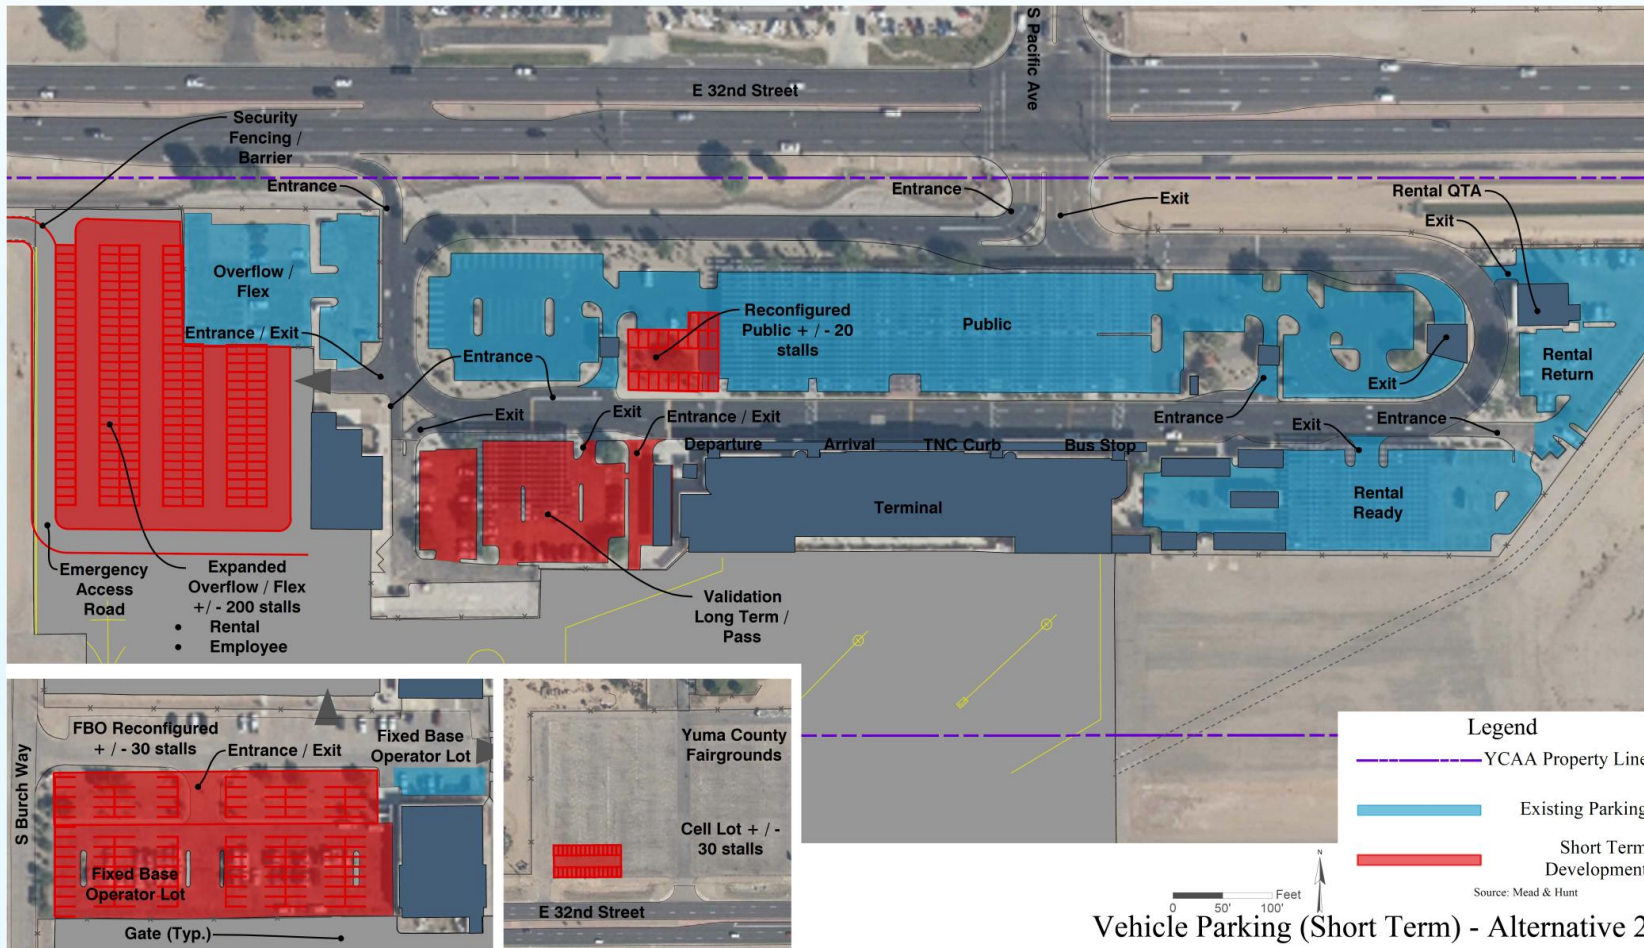 S Pacific Ave
E 32nd Street
Security
Fencing /
Barrier
Entrance
Entrance
Exit
Rental QTA
Exit
Overflow /
Flex
Reconfigured
Public + / - 20
stalls
Public
Entrance / Exit
Entrance
Rental
Return
Exit
Exit
Exit
Entrance / Exit
Entrance
Exit
Entrance
Departure
Arrival
TNC Curb
Bus Stop
Terminal
Rental
Ready
Emergency
Access
Road
Expanded
Overflow / Flex
+/ - 200 stalls
• Rental
• Employee
Validation
Long Term /
Pass
S Burch Way
FBO Reconfigured
+ / - 30 stalls
Entrance / Exit
Fixed Base
Operator Lot
Fixed Base
Operator Lot
Gate (Typ.)
Yuma County
Fairgrounds
Cell Lot + / -
30 stalls
E 32nd Street
Legend
YCAA Property Line
Existing Parking
Short Term
Development
Source: Mead & Hunt
N
Feet
0 50' 100'
Vehicle Parking (Short Term) - Alternative 2